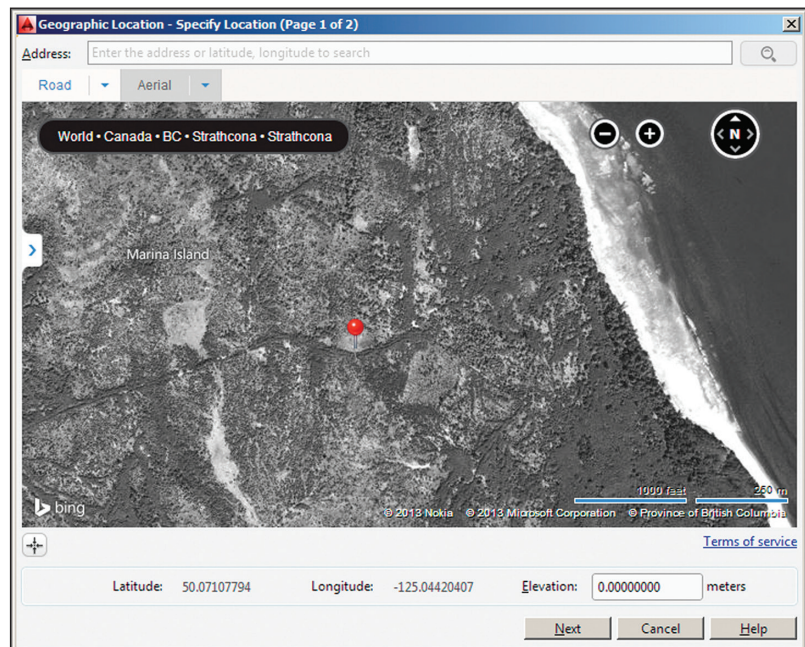 Geographic Location - Specify Location (Page 1 of 2)
Address: Enter the address or latitude, longitude to search
Road Aerial
World • Canada • BC • Strathcona • Strathcona
N
Marina Island
1000 feet 250 m
bing
© 2013 Nokia © 2013 Microsoft Corporation © Province of British Columbia
Terms of service
Latitude: 50.07107794 Longitude: -125.04420407 Elevation: 0.00000000 meters
Next Cancel Help